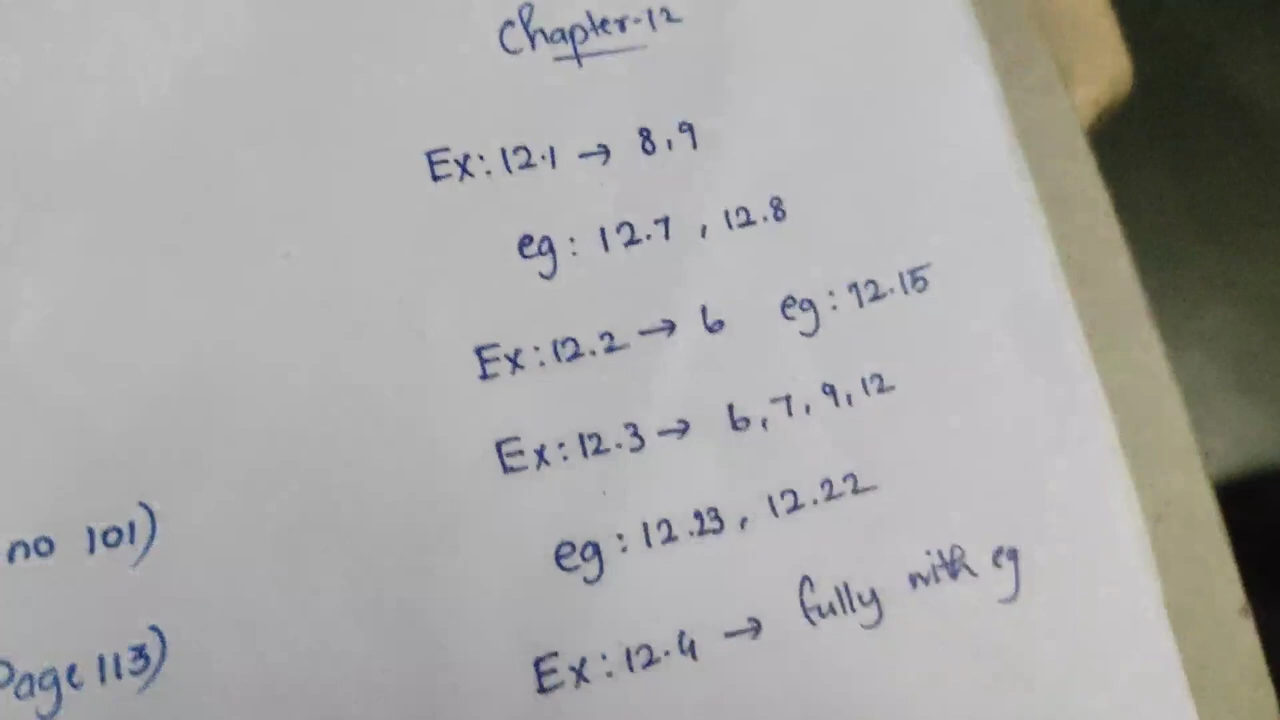 Chapter-12
Ex: 12.1 → 8, 9
eg: 12.7, 12.8
Ex: 12.2 → 6 eg: 12.15
Ex: 12.3 → 6, 7, 9, 12
no 101)
eg: 12.23, 12.22
Page 113)
Ex: 12.4 → fully with eg